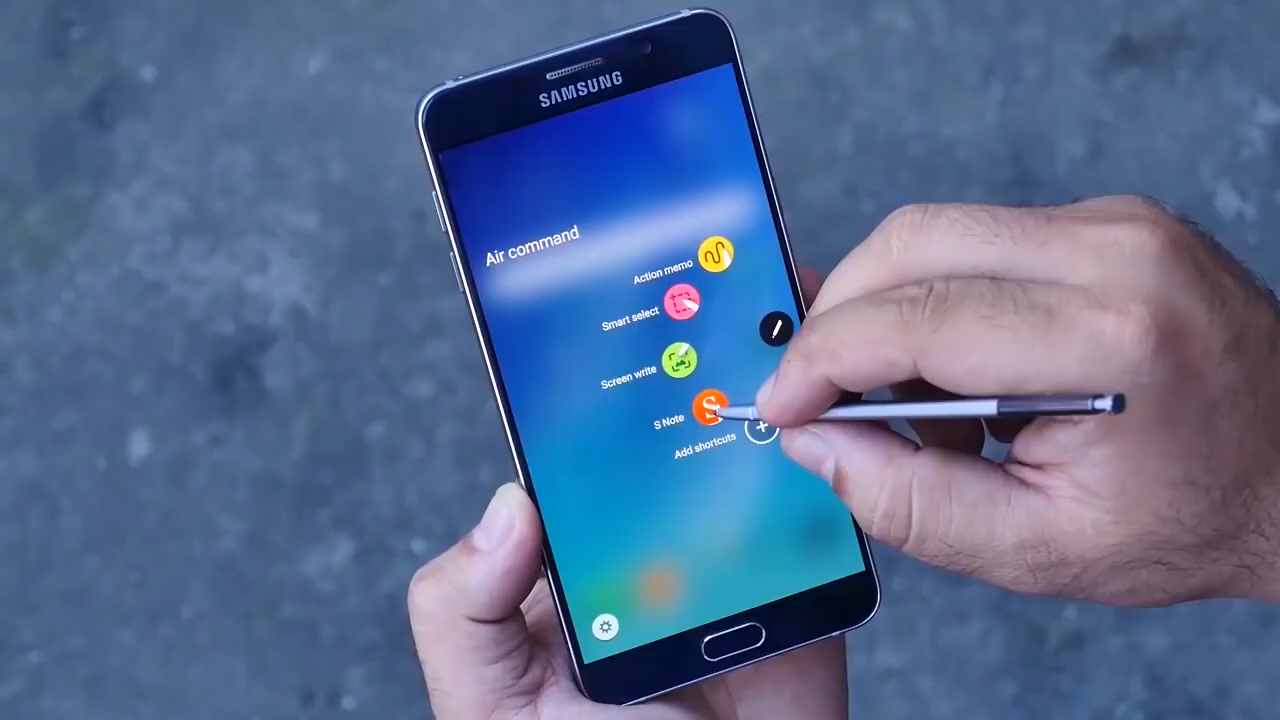 SAMSUNG
Air command
Action memo
Smart select
Screen write
S
S Note
Add shortcuts